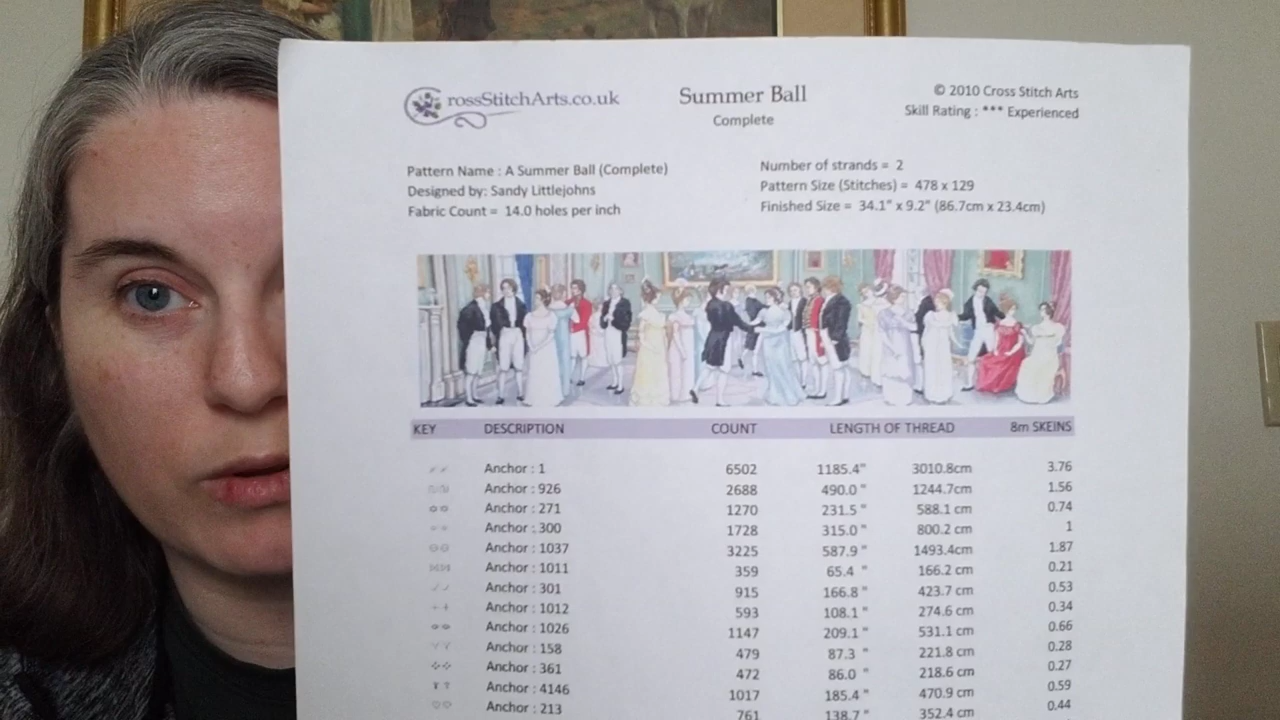 CrossStitchArts.co.uk
Summer Ball
Complete
© 2010 Cross Stitch Arts
Skill Rating : *** Experienced
Pattern Name : A Summer Ball (Complete)
Designed by: Sandy Littlejohns
Fabric Count = 14.0 holes per inch
Number of strands = 2
Pattern Size (Stitches) = 478 x 129
Finished Size = 34.1" x 9.2" (86.7cm x 23.4cm)
KEY DESCRIPTION COUNT LENGTH OF THREAD 8m SKEINS
Anchor : 1 6502 1185.4" 3010.8cm 3.76
Anchor : 926 2688 490.0 " 1244.7cm 1.56
Anchor : 271 1270 231.5 " 588.1 cm 0.74
Anchor : 300 1728 315.0 " 800.2 cm 1
Anchor : 1037 3225 587.9 " 1493.4cm 1.87
Anchor : 1011 359 65.4 " 166.2 cm 0.21
Anchor : 301 915 166.8 " 423.7 cm 0.53
Anchor : 1012 593 108.1 " 274.6 cm 0.34
Anchor : 1026 1147 209.1 " 531.1 cm 0.66
Anchor : 158 479 87.3 " 221.8 cm 0.28
Anchor : 361 472 86.0 " 218.6 cm 0.27
Anchor : 4146 1017 185.4 " 470.9 cm 0.59
Anchor : 213 761 138.7 " 352.4 cm 0.44